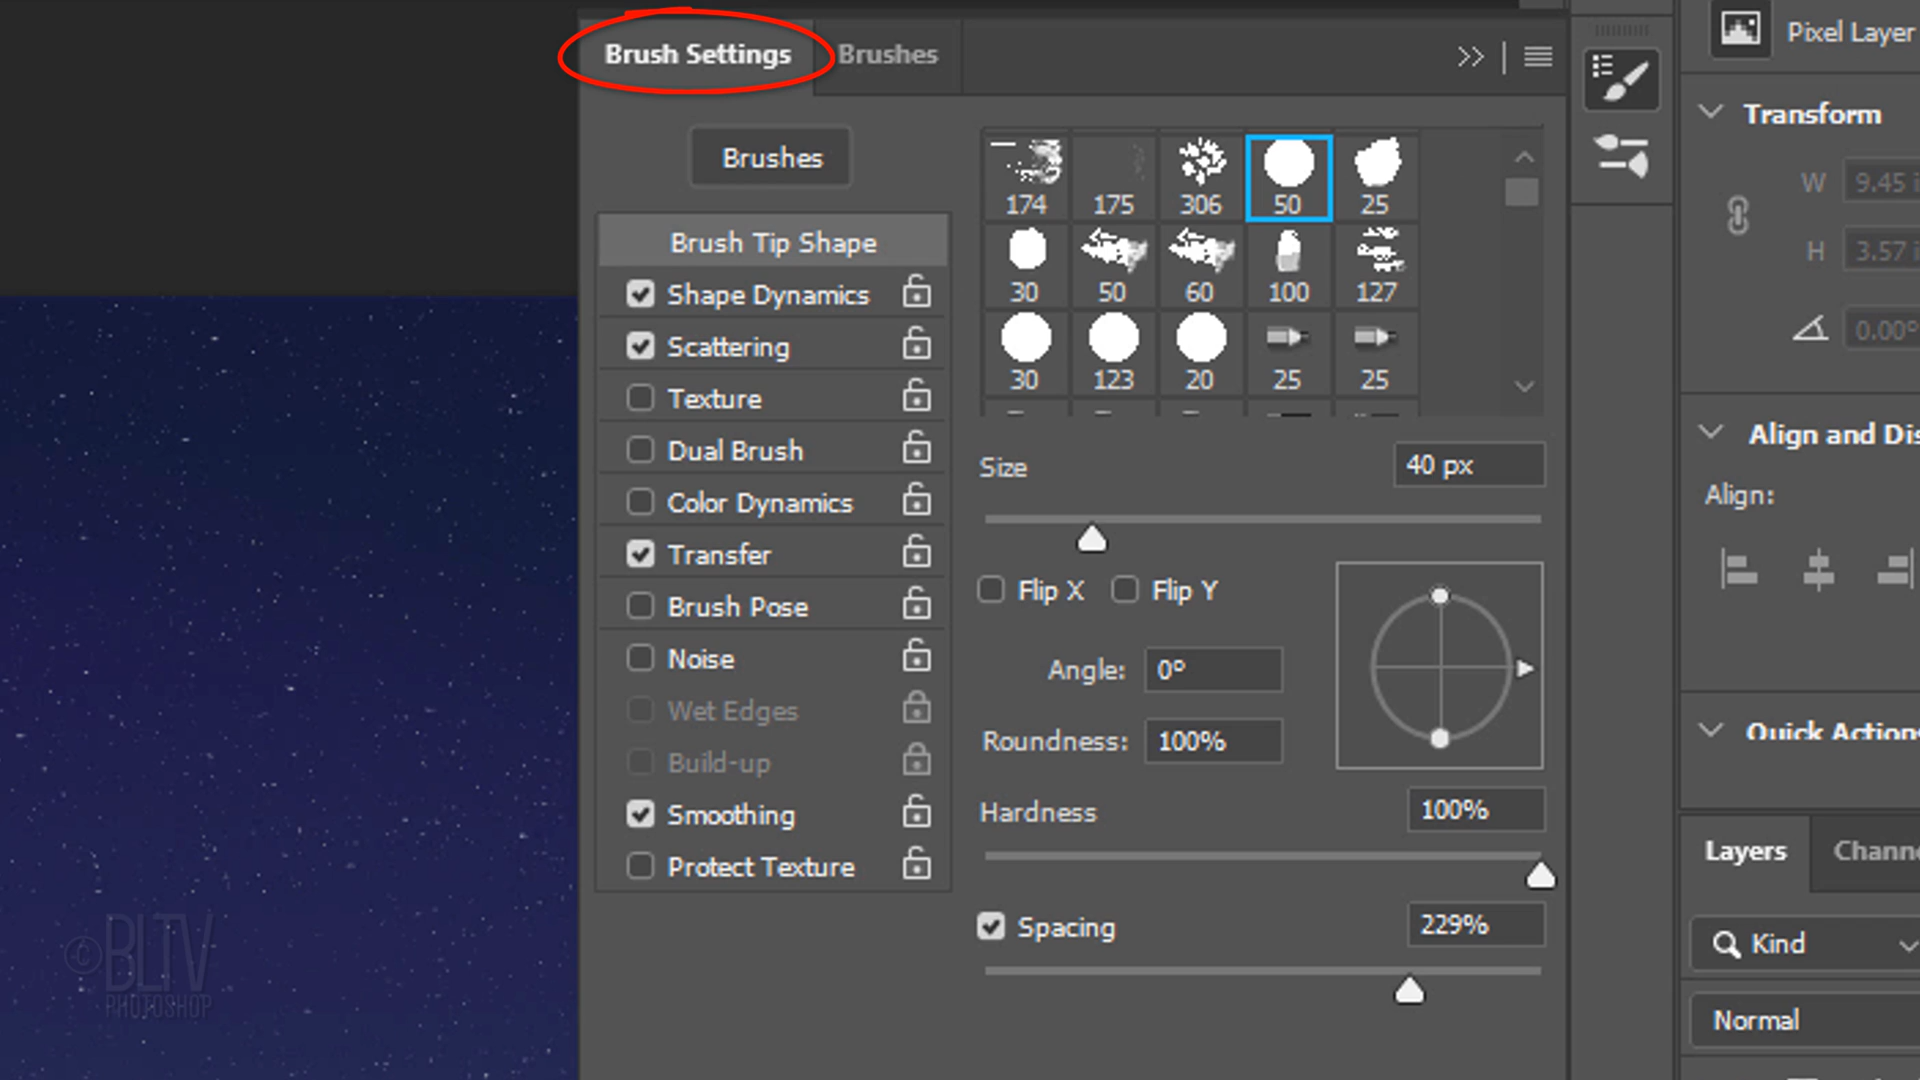 Brush Settings
Brushes
Pixel Layer
Transform
Brushes
174 175 306 50 25
W 9.45 i
Brush Tip Shape
H 3.57 i
Shape Dynamics
30 50 60 100 127
0.00°
Scattering
30 123 20 25 25
Texture
Align and Dis
Dual Brush
Size 40 px
Align:
Color Dynamics
Transfer
Flip X Flip Y
Brush Pose
Noise
Angle: 0°
Wet Edges
Roundness: 100%
Quick Actions
Build-up
Smoothing
Hardness 100%
Layers Channe
Protect Texture
Spacing 229%
Kind
©BLTV
PHOTOSHOP
Normal